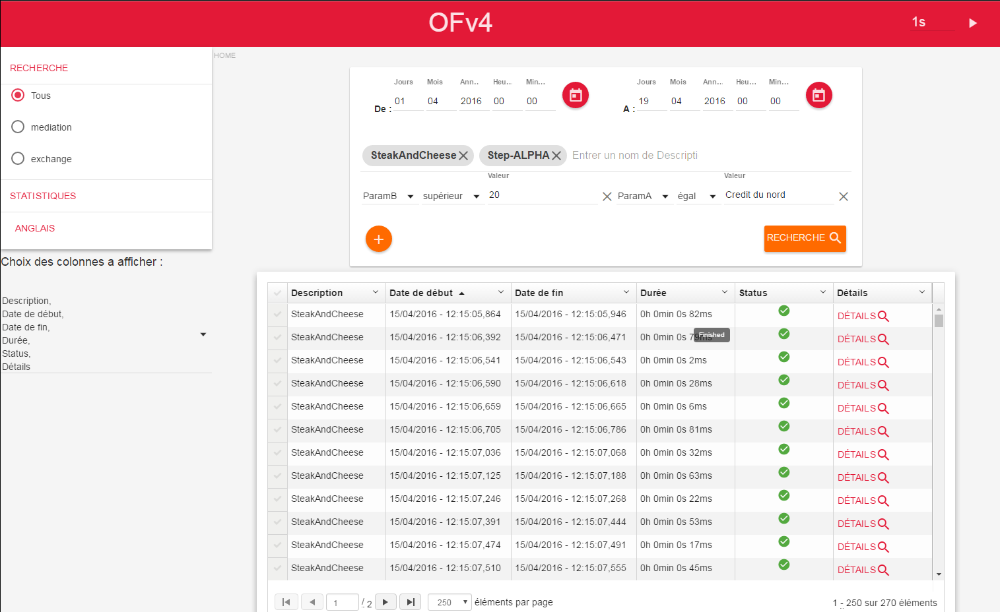 OFv4
1s
HOME
RECHERCHE
Tous
mediation
exchange
STATISTIQUES
ANGLAIS
Choix des colonnes a afficher :
Description,
Date de début,
Date de fin,
Durée,
Status,
Détails
Jours Mois Ann... Heu... Min...
De : 01 04 2016 00 00
Jours Mois Ann... Heu... Min...
A : 19 04 2016 00 00
SteakAndCheese Step-ALPHA Entrer un nom de Descripti
Valeur Valeur
ParamB supérieur 20 ParamA égal Credit du nord
RECHERCHE
Description Date de début Date de fin Durée Status Détails
SteakAndCheese 15/04/2016 - 12:15:05,864 15/04/2016 - 12:15:05,946 0h 0min 0s 82ms DÉTAILS
Finished
SteakAndCheese 15/04/2016 - 12:15:06,392 15/04/2016 - 12:15:06,471 0h 0min 0s 79ms DÉTAILS
SteakAndCheese 15/04/2016 - 12:15:06,541 15/04/2016 - 12:15:06,543 0h 0min 0s 2ms DÉTAILS
SteakAndCheese 15/04/2016 - 12:15:06,590 15/04/2016 - 12:15:06,618 0h 0min 0s 28ms DÉTAILS
SteakAndCheese 15/04/2016 - 12:15:06,659 15/04/2016 - 12:15:06,665 0h 0min 0s 6ms DÉTAILS
SteakAndCheese 15/04/2016 - 12:15:06,705 15/04/2016 - 12:15:06,786 0h 0min 0s 81ms DÉTAILS
SteakAndCheese 15/04/2016 - 12:15:07,036 15/04/2016 - 12:15:07,068 0h 0min 0s 32ms DÉTAILS
SteakAndCheese 15/04/2016 - 12:15:07,125 15/04/2016 - 12:15:07,188 0h 0min 0s 63ms DÉTAILS
SteakAndCheese 15/04/2016 - 12:15:07,246 15/04/2016 - 12:15:07,268 0h 0min 0s 22ms DÉTAILS
SteakAndCheese 15/04/2016 - 12:15:07,391 15/04/2016 - 12:15:07,444 0h 0min 0s 53ms DÉTAILS
SteakAndCheese 15/04/2016 - 12:15:07,474 15/04/2016 - 12:15:07,491 0h 0min 0s 17ms DÉTAILS
SteakAndCheese 15/04/2016 - 12:15:07,510 15/04/2016 - 12:15:07,555 0h 0min 0s 45ms DÉTAILS
1 / 2 250 éléments par page 1 - 250 sur 270 éléments